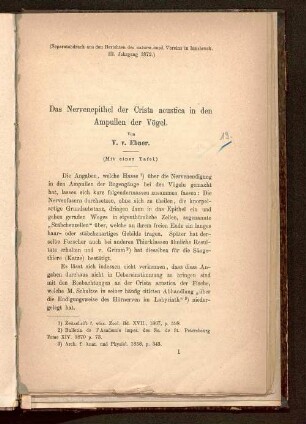 (Separatabdruck aus den Berichten des naturw.-med. Vereins in Innsbruck.
III. Jahrgang 1872.)
Das Nervenepithel der Crista acustica in den
Ampullen der Vögel.
Von
V. v. Ebner.
(Mit einer Tafel)
19.
Die Angaben, welche Hasse 1) über die Nervenendigung
in den Ampullen der Bogengänge bei den Vögeln gemacht
hat, lassen sich kurz folgendermassen zusammen fassen: Die
Nervenfasern durchsetzen, ohne sich zu theilen, die knorpel-
artige Grundsubstanz, dringen dann in das Epithel ein und
gehen geraden Weges in eigenthümliche Zellen, sogenannte
„Stäbchenzellen“ über, welche an ihrem freien Ende ein langes
haar- oder stäbchenartiges Gebilde tragen. Später hat der-
selbe Forscher auch bei anderen Thierklassen ähnliche Resul-
tate erhalten und v. Grimm 2) hat dieselben für die Säuge-
thiere (Katze) bestätigt.
Es lässt sich indessen nicht verkennen, dass diese An-
gaben durchaus nicht in Uebereinstimmung zu bringen sind
mit den Beobachtungen an der Crista acustica der Fische,
welche M. Schultze in seiner häufig citirten Abhandlung „über
die Endigungsweise des Hörnerven im Labyrinth“ 3) nieder-
gelegt hat.
1) Zeitschrift f. wiss. Zool. Bd. XVII. 1867, p. 598.
2) Bulletin de l'Academie imper. des Sc. de St. Petersbourg
Tome XIV. 1870 p. 73.
3) Arch. f. Anat. und Physiol. 1858, p. 343.
1